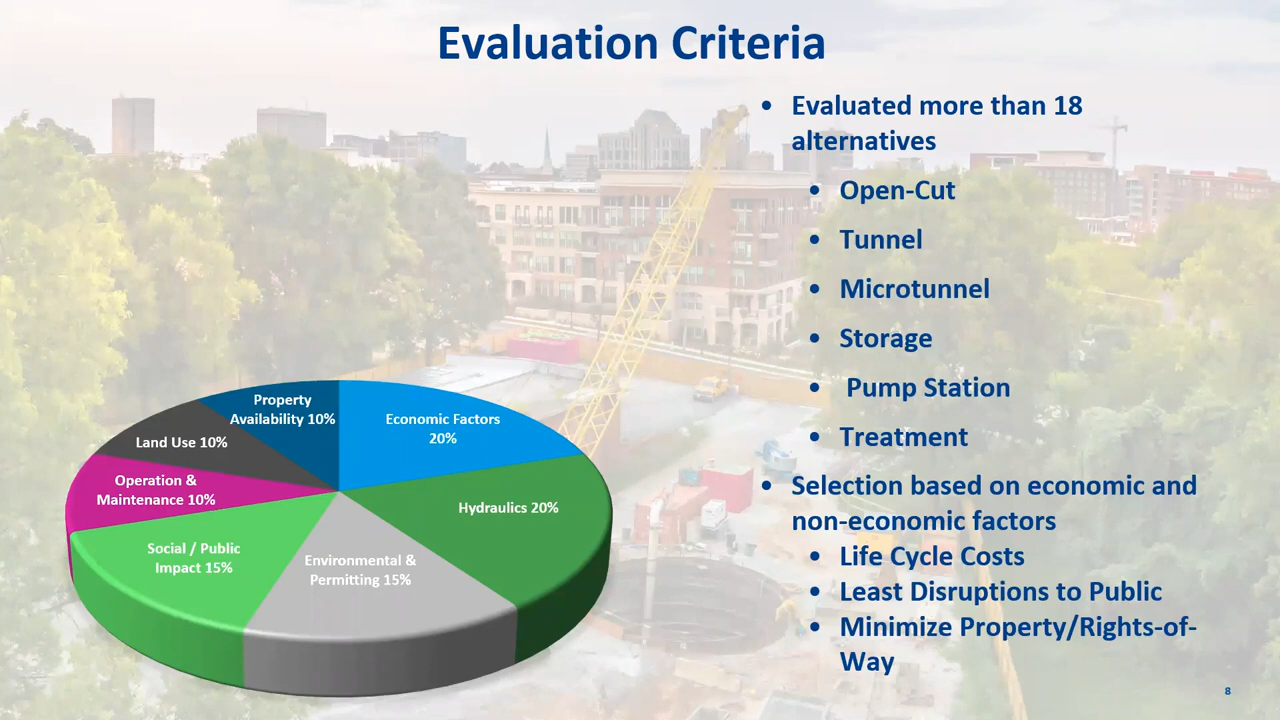 Evaluation Criteria
• Evaluated more than 18
alternatives
• Open-Cut
• Tunnel
• Microtunnel
• Storage
• Pump Station
• Treatment
• Selection based on economic and
non-economic factors
• Life Cycle Costs
• Least Disruptions to Public
• Minimize Property/Rights-of-
Way
Property
Availability 10%
Economic Factors
20%
Land Use 10%
Operation &
Maintenance 10%
Hydraulics 20%
Social / Public
Impact 15%
Environmental &
Permitting 15%
8